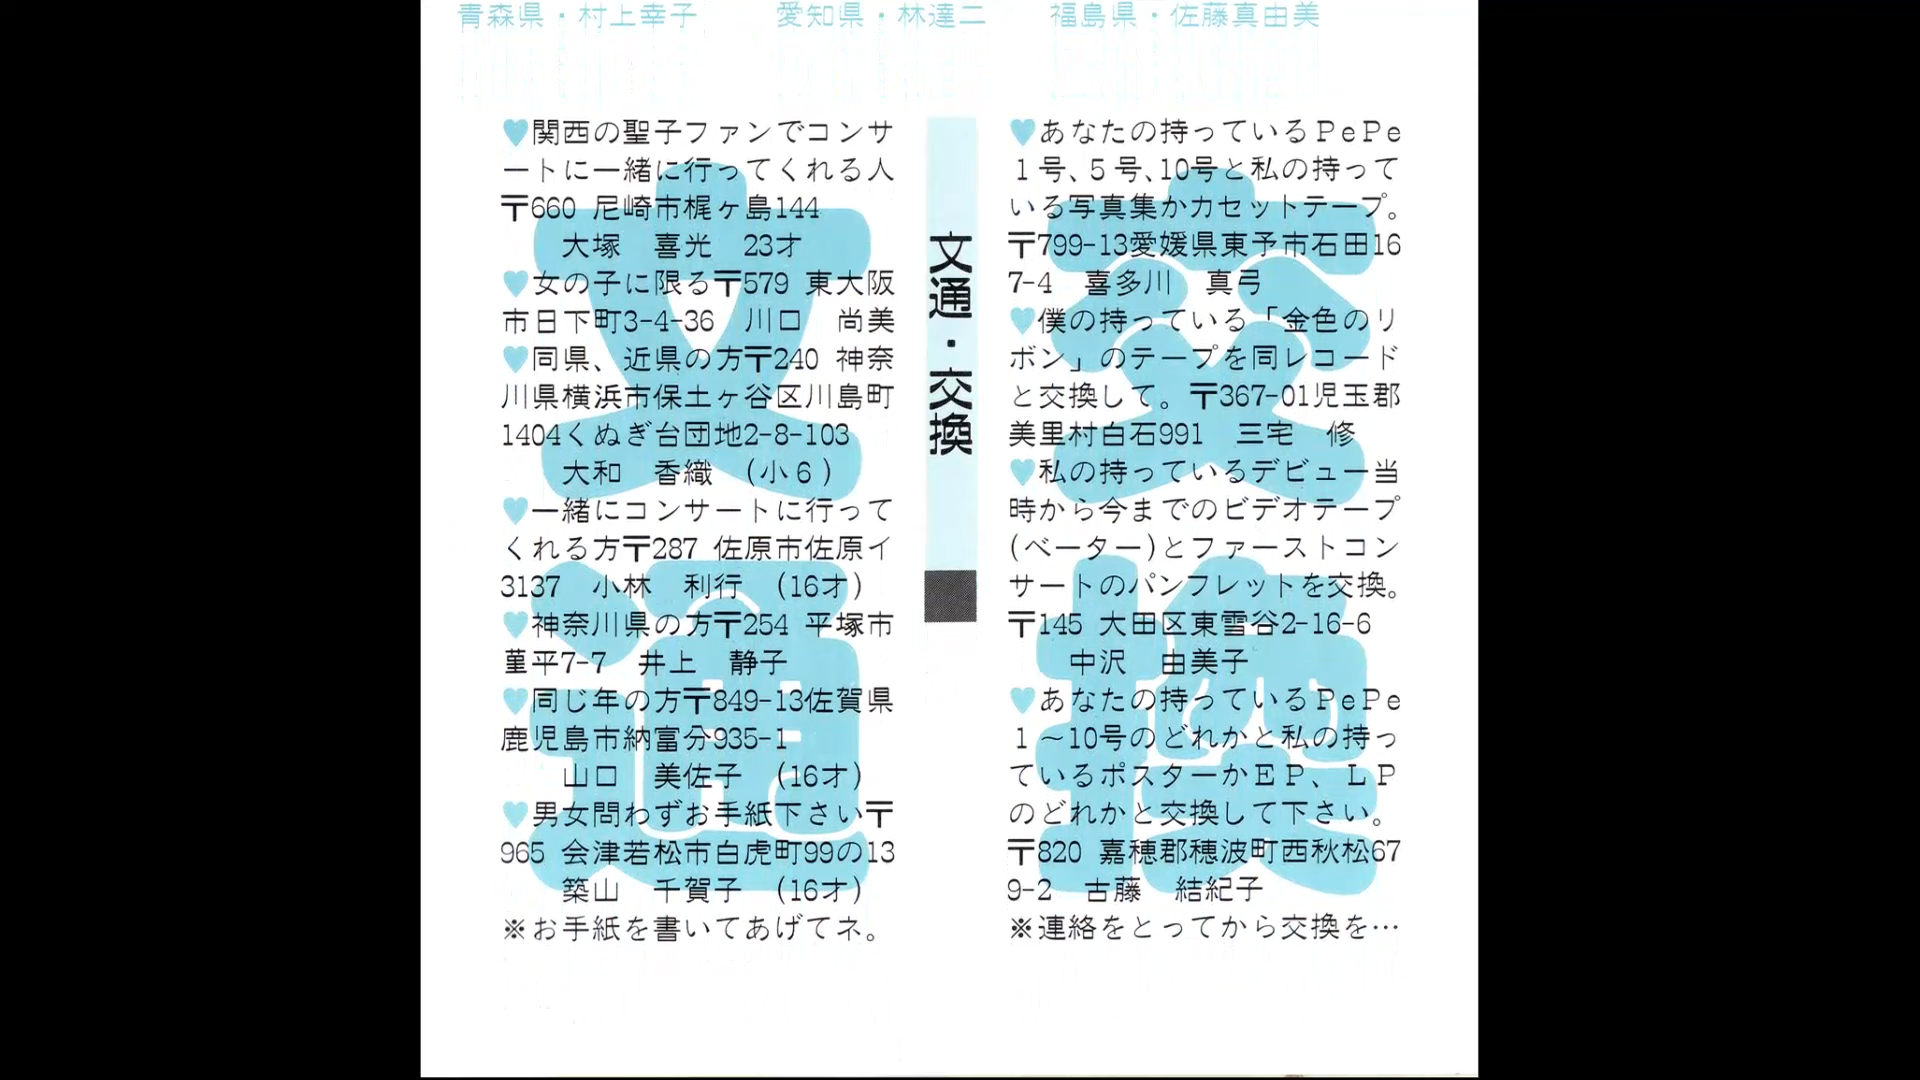 青森県・村上幸子　愛知県・林達二　福島県・佐藤真由美
♥関西の聖子ファンでコンサ
ートに一緒に行ってくれる人
〒660 尼崎市梶ヶ島144
大塚　喜光　23才
♥女の子に限る〒579 東大阪
市日下町3-4-36　川口　尚美
♥同県、近県の方〒240 神奈
川県横浜市保土ヶ谷区川島町
1404くぬぎ台団地2-8-103
大和　香織　（小６）
♥一緒にコンサートに行って
くれる方〒287 佐原市佐原イ
3137　小林　利行　（16才）
♥神奈川県の方〒254 平塚市
菫平7-7　井上　静子
♥同じ年の方〒849-13佐賀県
鹿児島市納富分935-1
山口　美佐子　（16才）
♥男女問わずお手紙下さい〒
965 会津若松市白虎町99の13
築山　千賀子　（16才）
※お手紙を書いてあげてネ。
文通
文通・交換
♥あなたの持っているＰｅＰｅ
１号、５号、10号と私の持って
いる写真集かカセットテープ。
〒799-13愛媛県東予市石田16
7-4　喜多川　真弓
♥僕の持っている「金色のリ
ボン」のテープを同レコード
と交換して。〒367-01児玉郡
美里村白石991　三宅　修
♥私の持っているデビュー当
時から今までのビデオテープ
(ベーター)とファーストコン
サートのパンフレットを交換。
〒145 大田区東雪谷2-16-6
中沢　由美子
♥あなたの持っているＰｅＰｅ
１～10号のどれかと私の持っ
ているポスターかＥＰ、ＬＰ
のどれかと交換して下さい。
〒820 嘉穂郡穂波町西秋松67
9-2　古藤　結紀子
※連絡をとってから交換を…
交換